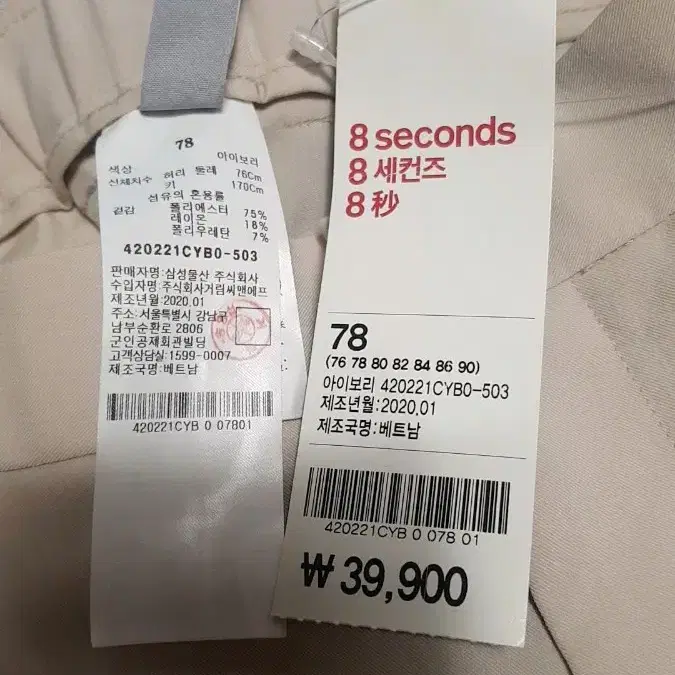 78
색상 아이보리
신체치수 허리 둘레 76Cm
키 170Cm
섬유의 혼용률
겉감 폴리에스터 75%
레이온 18%
폴리우레탄 7%
420221CYB0-503
판매자명:삼성물산 주식회사
수입자명:주식회사거림씨앤에프
제조년월:2020.01
주소:서울특별시 강남구
남부순환로 2806
군인공제회관빌딩
고객상담실:1599-0007
제조국명:베트남
420221CYB 0 07801
8 seconds
8 세컨즈
8 秒
78
(76 78 80 82 84 86 90)
아이보리 420221CYB0-503
제조년월:2020.01
제조국명:베트남
420221CYB 0 078 01
₩39,900